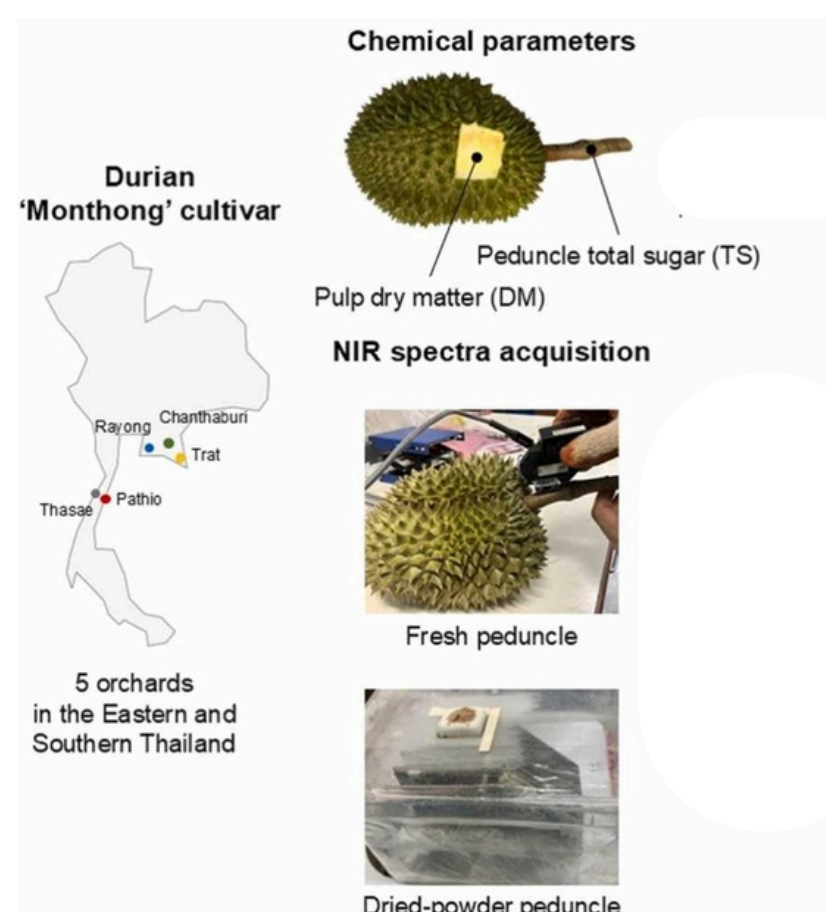 Chemical parameters
Durian
‘Monthong’ cultivar
Peduncle total sugar (TS)
Pulp dry matter (DM)
NIR spectra acquisition
Rayong
Chanthaburi
Trat
Thasae
Pathio
Fresh peduncle
5 orchards
in the Eastern and
Southern Thailand
Dried-powder peduncle